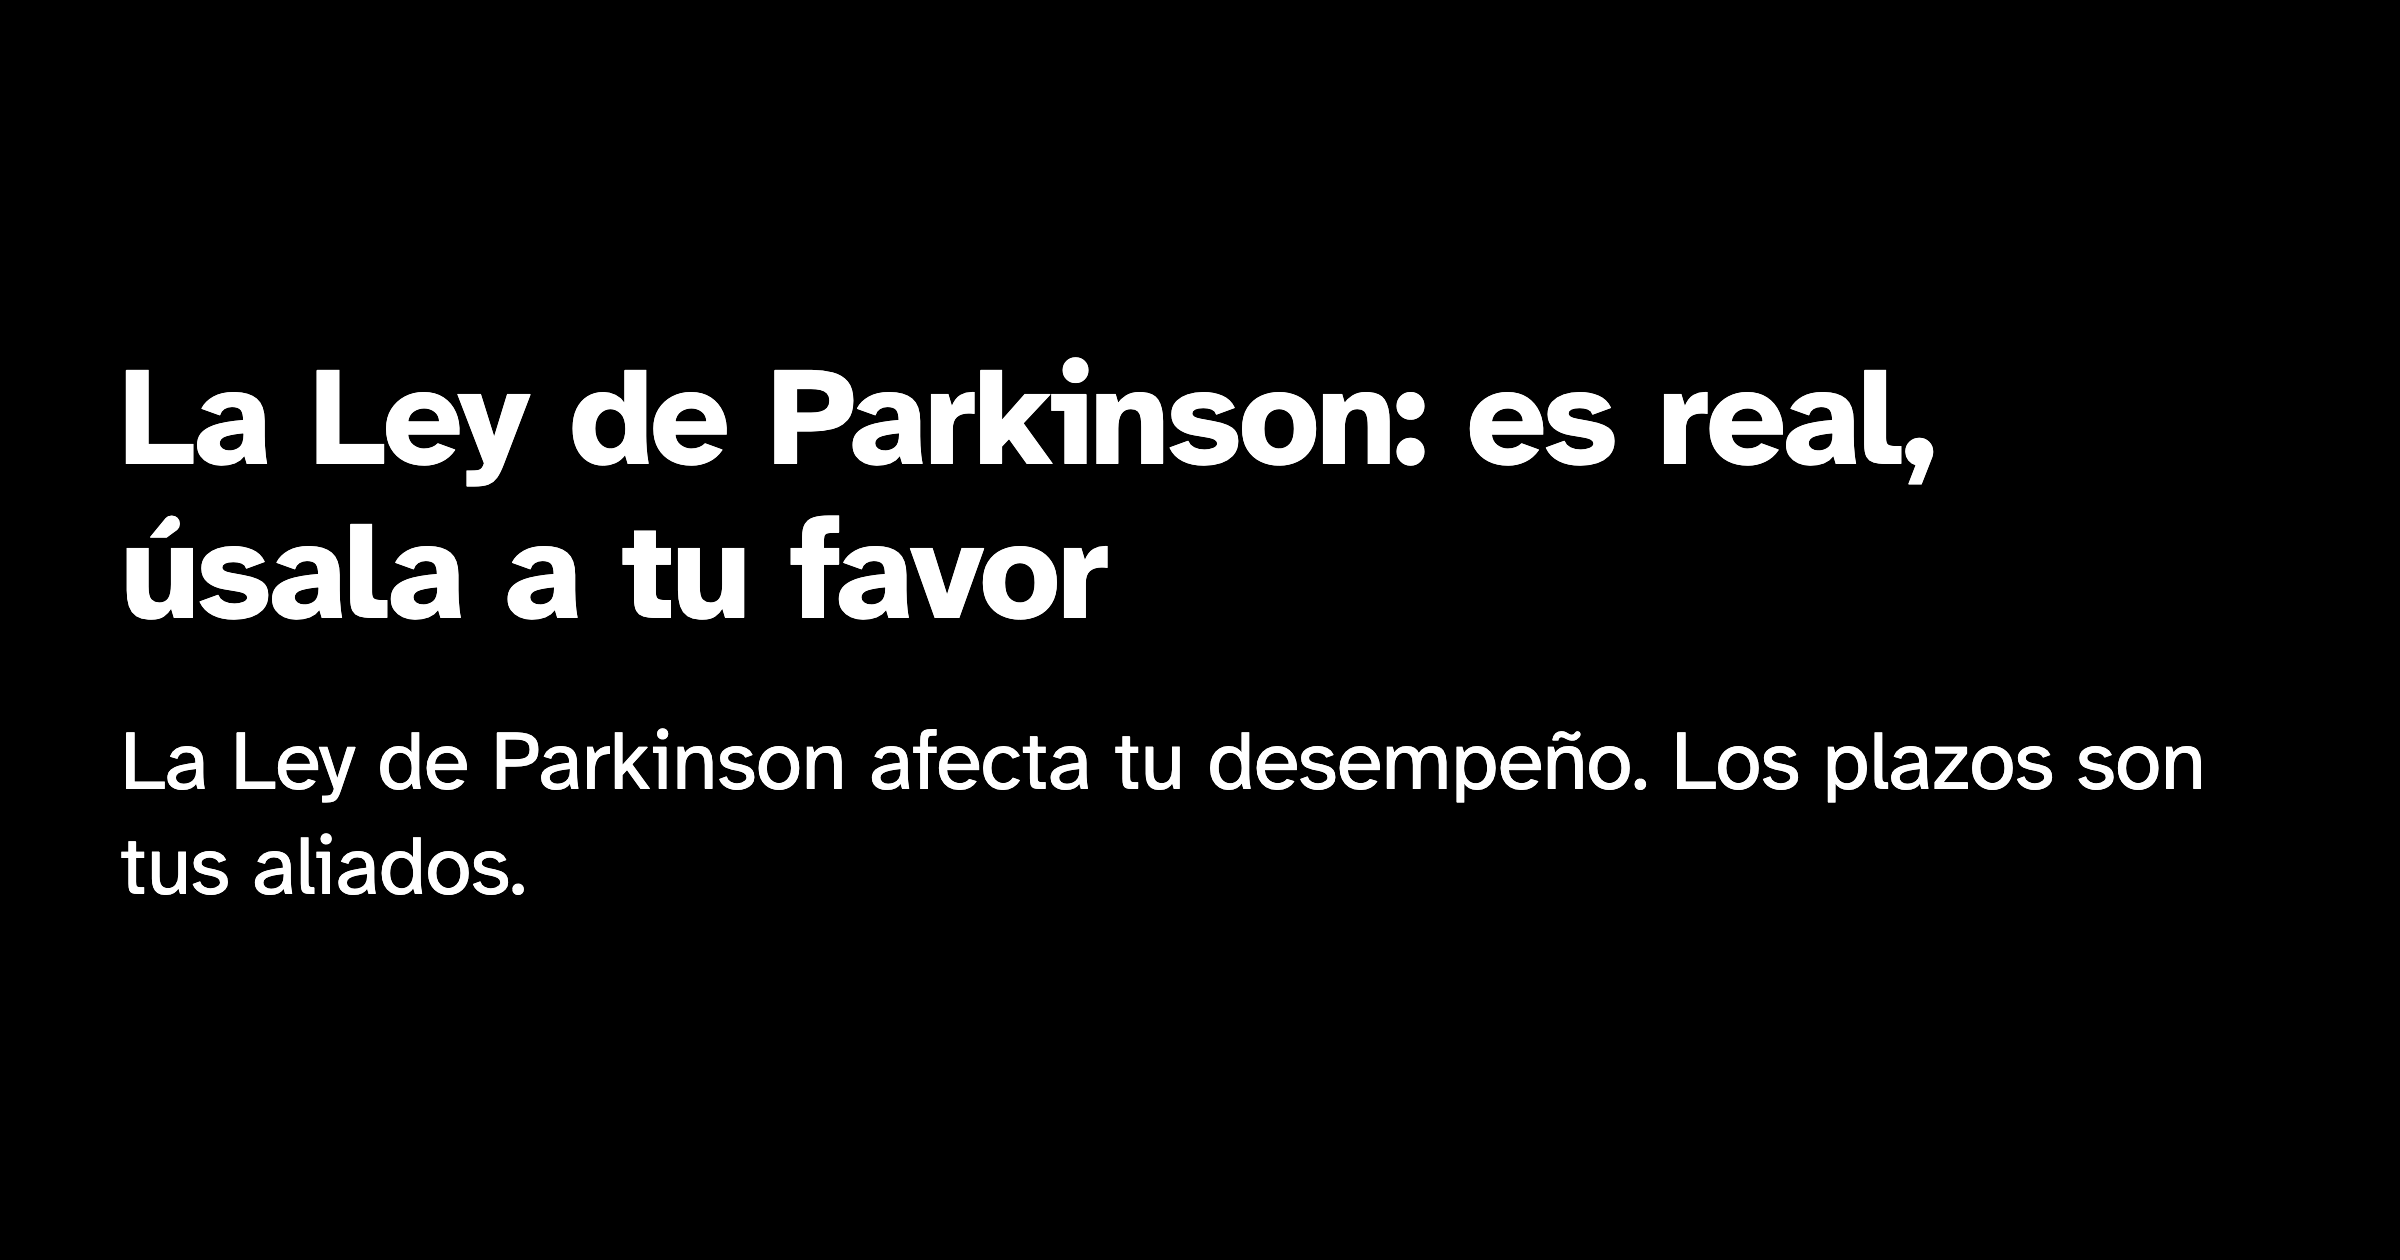 La Ley de Parkinson: es real,
úsala a tu favor
La Ley de Parkinson afecta tu desempeño. Los plazos son
tus aliados.